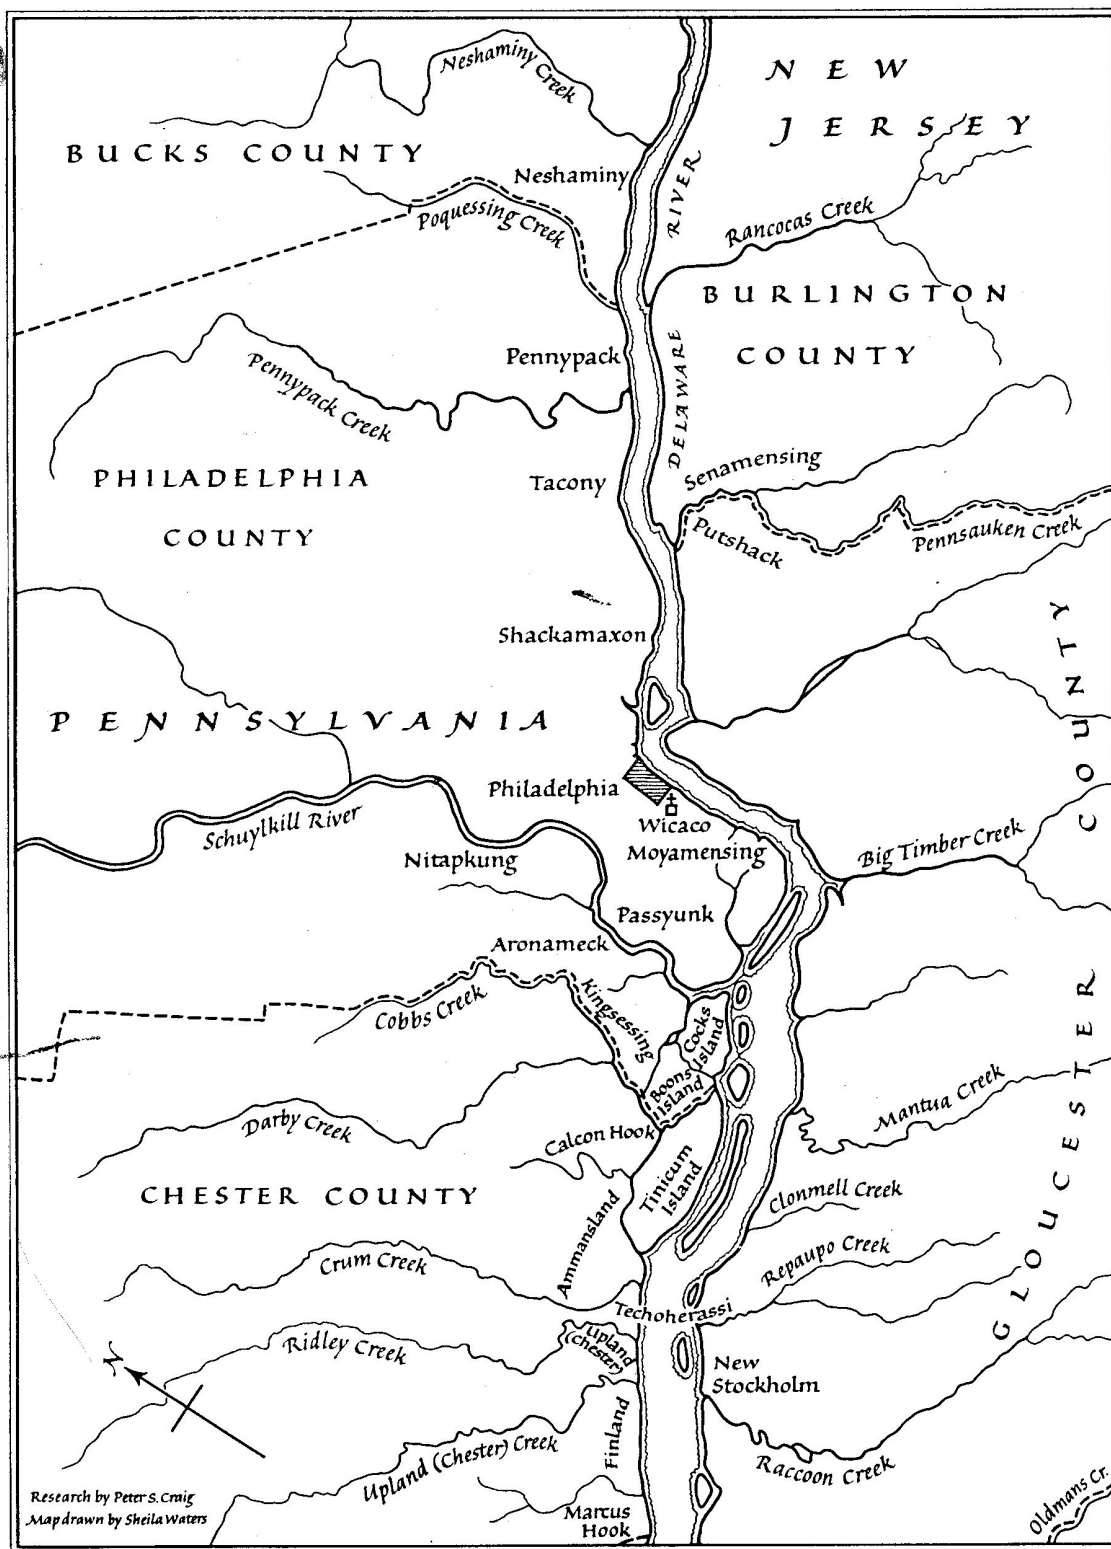 NEW
JERSEY
Neshaminy Creek
BUCKS COUNTY
Neshaminy
RIVER
Poquessing Creek
Rancocas Creek
BURLINGTON
COUNTY
Pennypack
DELAWARE
Pennypack Creek
PHILADELPHIA
COUNTY
Tacony
Senamensing
Putshack
Pennsauken Creek
Shackamaxon
PENNSYLVANIA
Philadelphia
Wicaco
Moyamensing
Schuylkill River
Nitapkung
Big Timber Creek
GLOUCESTER COUNTY
Passyunk
Aronameck
Cobbs Creek
Kingsessing
Cocks
Island
Boons
Island
Darby Creek
Calcon Hook
Mantua Creek
CHESTER COUNTY
Tinicum
Island
Clonmell Creek
Ammansland
Crum Creek
Repaupo Creek
Techoherassi
Upland
(Chester)
Ridley Creek
N
New
Stockholm
Finland
Upland (Chester) Creek
Raccoon Creek
Marcus
Hook
Oldmans Cr.
Research by Peter S. Craig
Map drawn by Sheila Waters